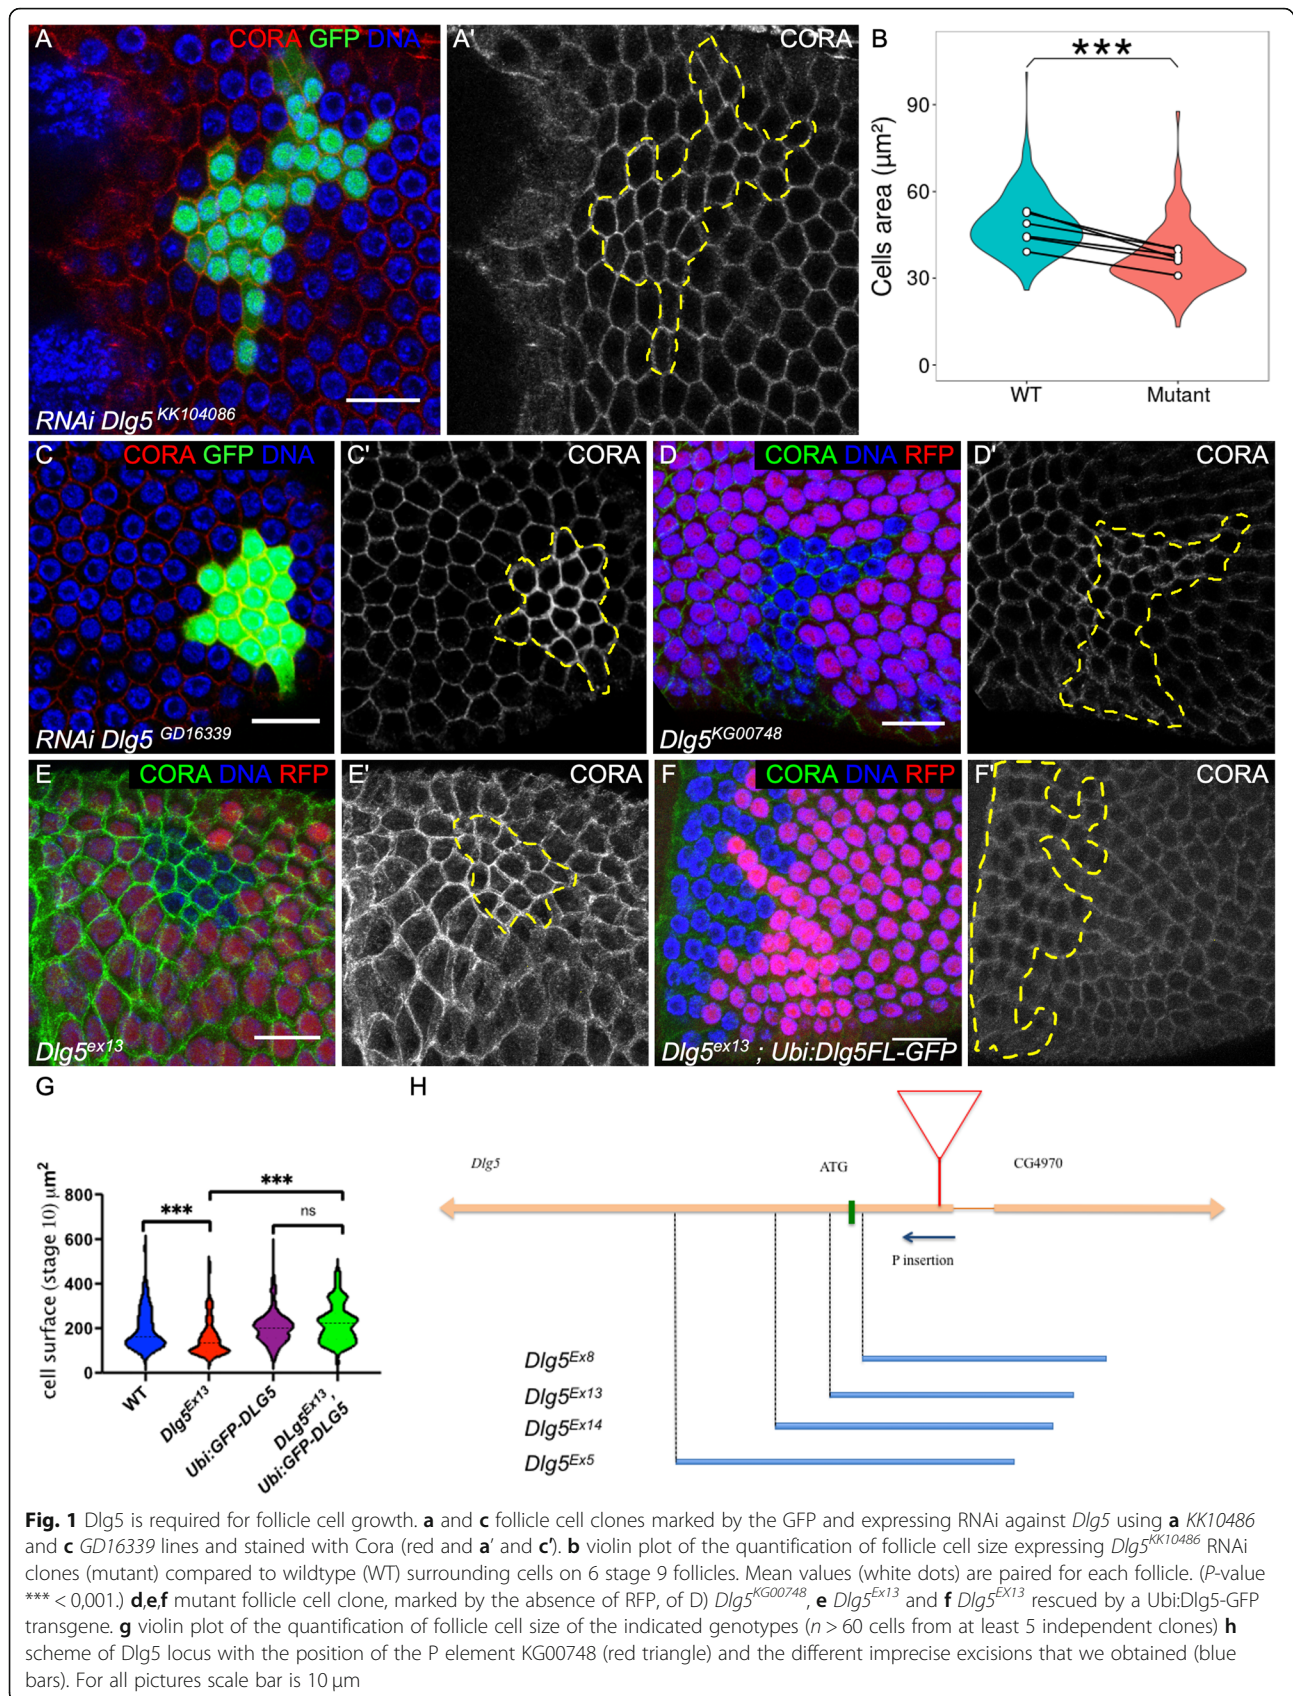 A
CORA GFP DNA
RNAi Dlg5 KK104086
A'
CORA
B
***
Cells area (µm²)
90
60
30
0
WT
Mutant
C
CORA GFP DNA
RNAi Dlg5 GD16339
C'
CORA
D
CORA DNA RFP
Dlg5KG00748
D'
CORA
E
CORA DNA RFP
Dlg5ex13
E'
CORA
F
CORA DNA RFP
Dlg5ex13 ; Ubi:Dlg5FL-GFP
F'
CORA
G
cell surface (stage 10) µm²
800
600
400
200
0
***
***
ns
WT
Dlg5Ex13
Ubi:GFP-DLG5
DLg5Ex13,
Ubi:GFP-DLG5
H
Dlg5
ATG
CG4970
P insertion
Dlg5Ex8
Dlg5Ex13
Dlg5Ex14
Dlg5Ex5
Fig. 1 Dlg5 is required for follicle cell growth. a and c follicle cell clones marked by the GFP and expressing RNAi against Dlg5 using a KK10486
and c GD16339 lines and stained with Cora (red and a' and c'). b violin plot of the quantification of follicle cell size expressing Dlg5KK10486 RNAi
clones (mutant) compared to wildtype (WT) surrounding cells on 6 stage 9 follicles. Mean values (white dots) are paired for each follicle. (P-value
*** < 0,001.) d,e,f mutant follicle cell clone, marked by the absence of RFP, of D) Dlg5KG00748, e Dlg5Ex13 and f Dlg5EX13 rescued by a Ubi:Dlg5-GFP
transgene. g violin plot of the quantification of follicle cell size of the indicated genotypes (n > 60 cells from at least 5 independent clones) h
scheme of Dlg5 locus with the position of the P element KG00748 (red triangle) and the different imprecise excisions that we obtained (blue
bars). For all pictures scale bar is 10 µm